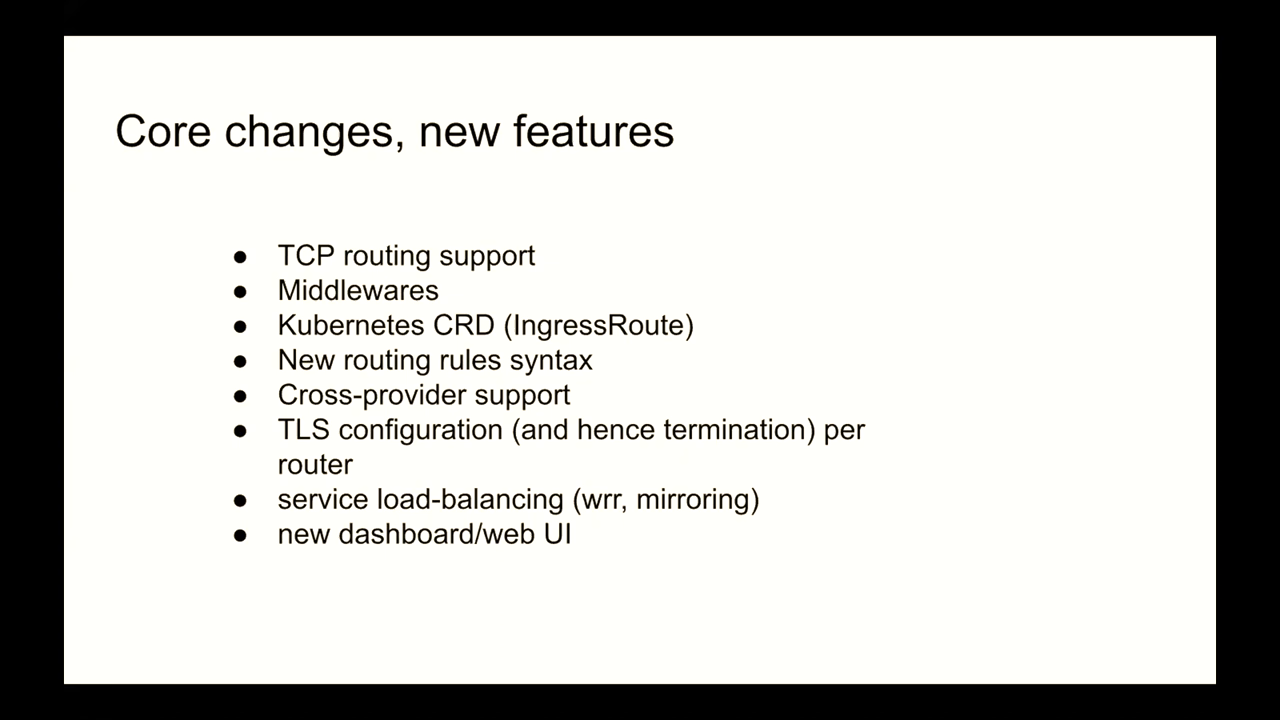 Core changes, new features
● TCP routing support
● Middlewares
● Kubernetes CRD (IngressRoute)
● New routing rules syntax
● Cross-provider support
● TLS configuration (and hence termination) per
router
● service load-balancing (wrr, mirroring)
● new dashboard/web UI